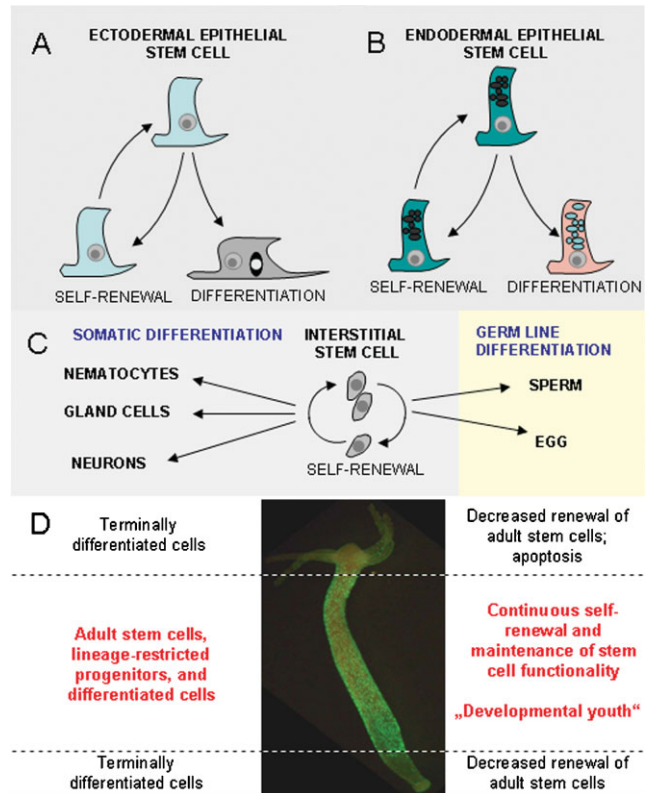 A
ECTODERMAL EPITHELIAL
STEM CELL
SELF-RENEWAL
DIFFERENTIATION
B
ENDODERMAL EPITHELIAL
STEM CELL
SELF-RENEWAL
DIFFERENTIATION
C
SOMATIC DIFFERENTIATION
NEMATOCYTES
GLAND CELLS
NEURONS
INTERSTITIAL
STEM CELL
SELF-RENEWAL
GERM LINE
DIFFERENTIATION
SPERM
EGG
D
Terminally
differentiated cells
Decreased renewal of
adult stem cells;
apoptosis
Adult stem cells,
lineage-restricted
progenitors, and
differentiated cells
Continuous self-
renewal and
maintenance of stem
cell functionality
„Developmental youth“
Terminally
differentiated cells
Decreased renewal of
adult stem cells